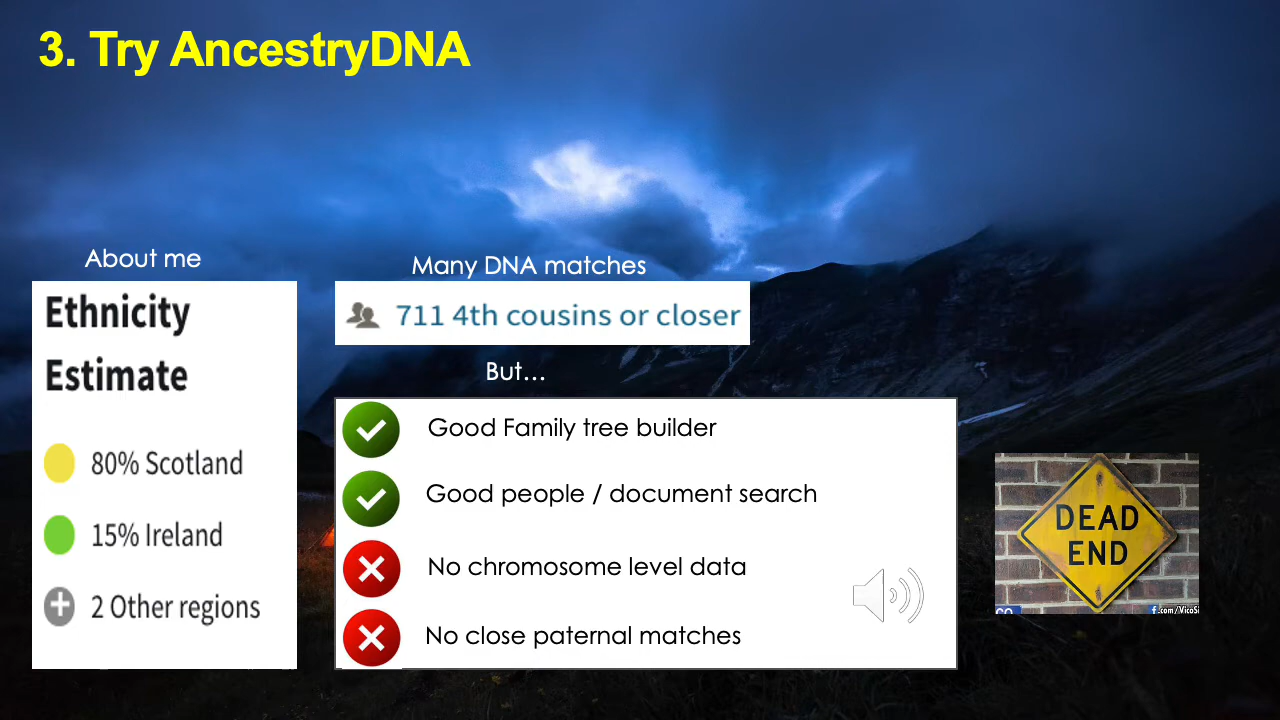 3. Try AncestryDNA
About me
Ethnicity
Estimate
80% Scotland
15% Ireland
2 Other regions
Many DNA matches
711 4th cousins or closer
But...
Good Family tree builder
Good people / document search
No chromosome level data
No close paternal matches
DEAD
END
f .com/VicoSi